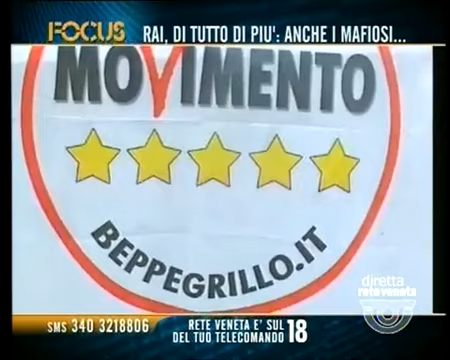 FOCUS
RAI, DI TUTTO DI PIU': ANCHE I MAFIOSI...
MOVIMENTO
BEPPEGRILLO.IT
diretta
rete veneta
SMS 340 3218806
RETE VENETA E' SUL
DEL TUO TELECOMANDO 18